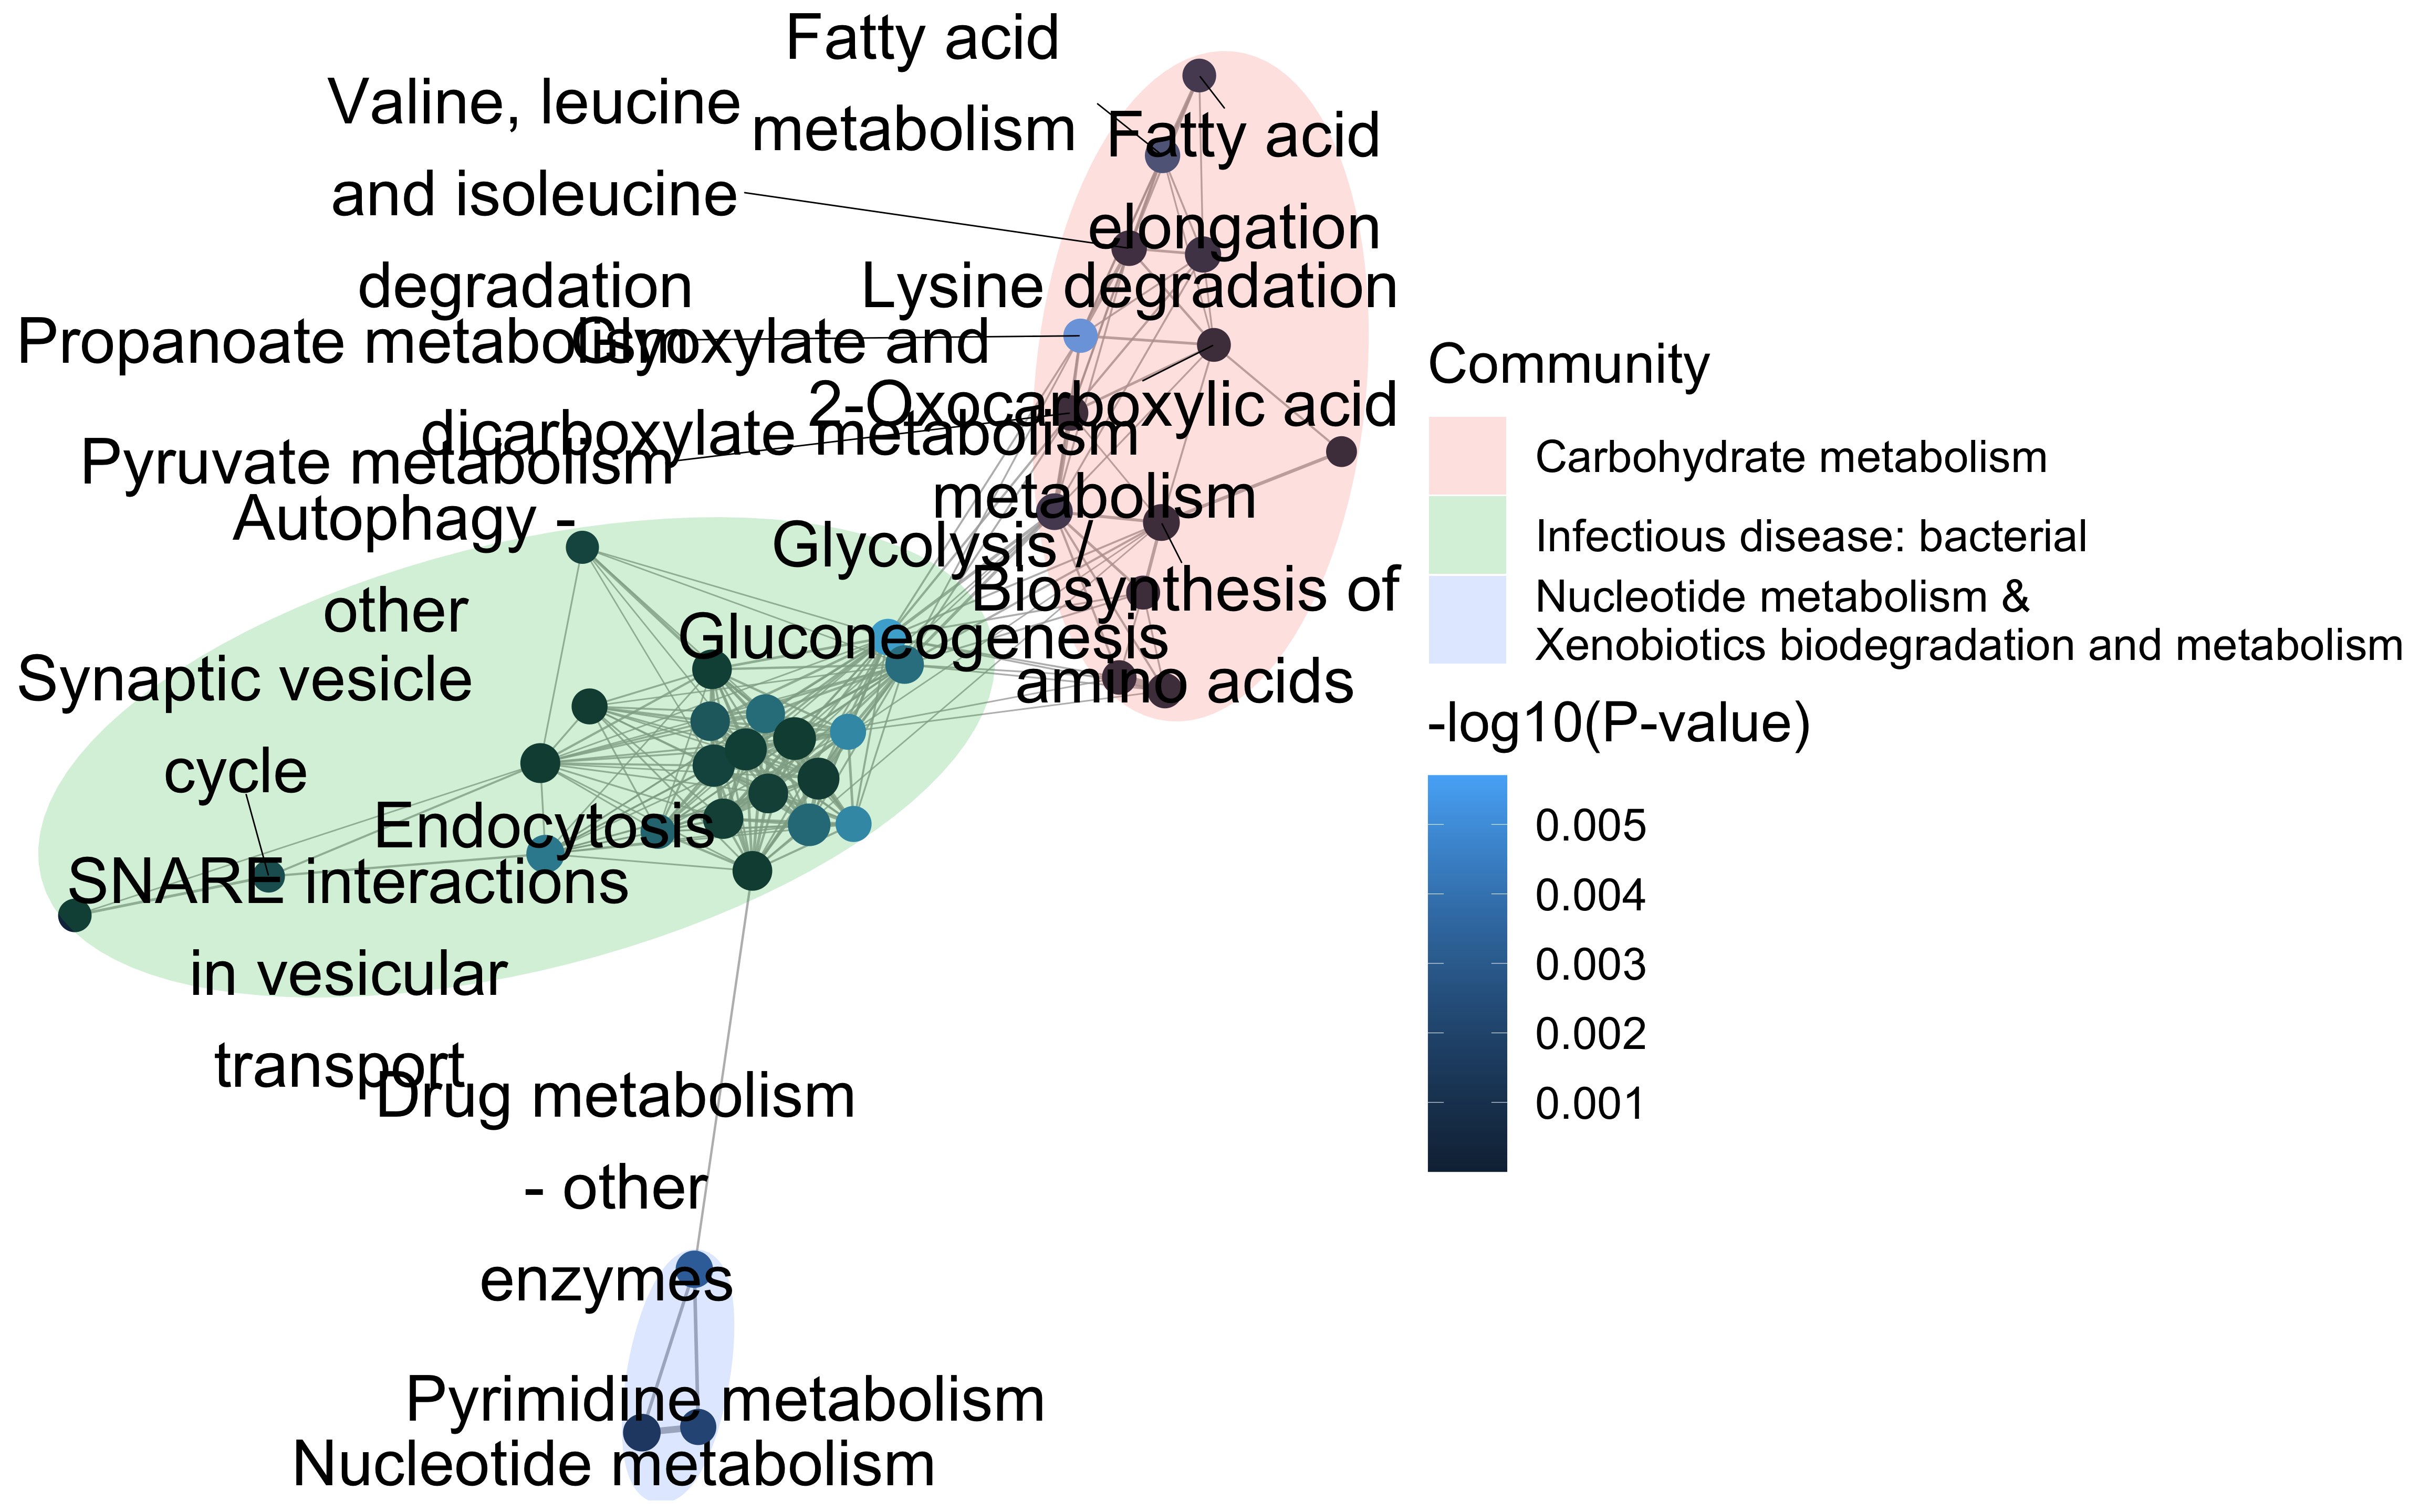 Fatty acid
metabolism
Valine, leucine
and isoleucine
degradation
Fatty acid
elongation
Lysine degradation
Propanoate metabolism
Glyoxylate and
dicarboxylate metabolism
2-Oxocarboxylic acid
metabolism
Pyruvate metabolism
Autophagy -
other
Glycolysis /
Gluconeogenesis
Biosynthesis of
amino acids
Synaptic vesicle
cycle
Endocytosis
SNARE interactions
in vesicular
transport
Drug metabolism
- other
enzymes
Pyrimidine metabolism
Nucleotide metabolism
Community
Carbohydrate metabolism
Infectious disease: bacterial
Nucleotide metabolism &
Xenobiotics biodegradation and metabolism
-log10(P-value)
0.005
0.004
0.003
0.002
0.001